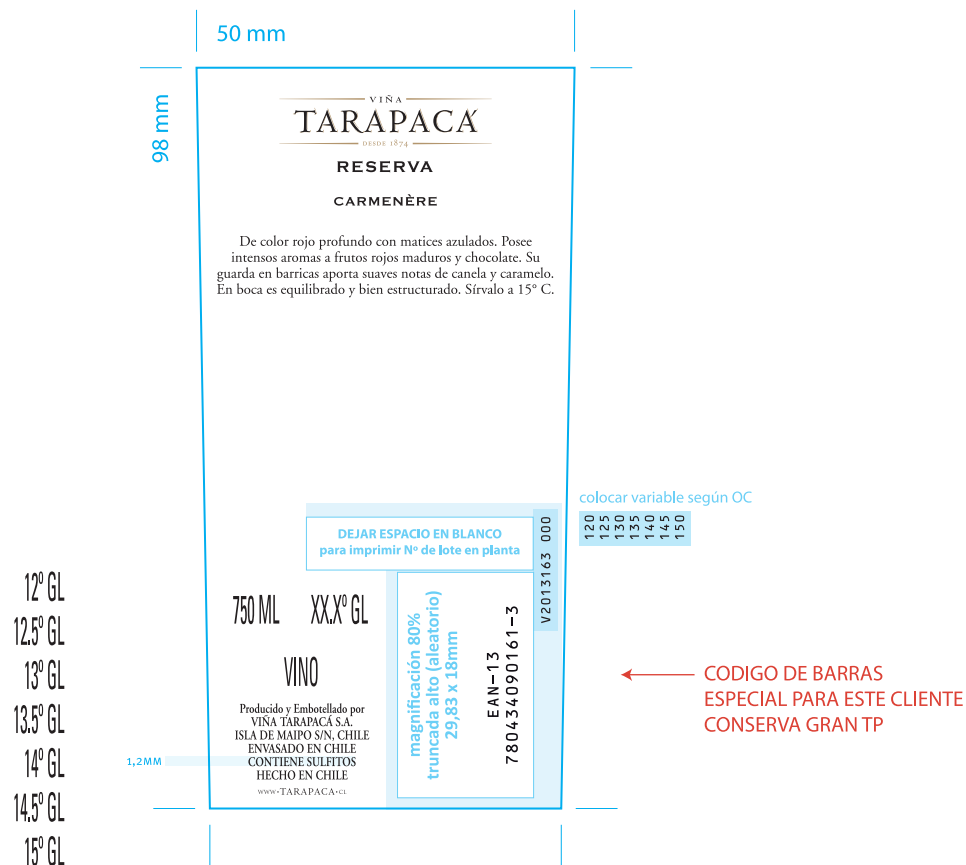 50 mm
98 mm
VIÑA
TARAPACÁ
DESDE 1874
RESERVA
CARMENÈRE
De color rojo profundo con matices azulados. Posee
intensos aromas a frutos rojos maduros y chocolate. Su
guarda en barricas aporta suaves notas de canela y caramelo.
En boca es equilibrado y bien estructurado. Sírvalo a 15° C.
colocar variable según OC
120
125
130
135
140
145
150
DEJAR ESPACIO EN BLANCO
para imprimir Nº de lote en planta
V2013163 000
12º GL
12.5º GL
13º GL
13.5º GL
14º GL
14.5º GL
15º GL
750 ML XX.Xº GL
VINO
Producido y Embotellado por
VIÑA TARAPACÁ S.A.
ISLA DE MAIPO S/N, CHILE
ENVASADO EN CHILE
CONTIENE SULFITOS
HECHO EN CHILE
WWW•TARAPACA•CL
1,2MM
magnificación 80%
truncada alto (aleatorio)
29,83 x 18mm
EAN-13
780434090161-3
CODIGO DE BARRAS
ESPECIAL PARA ESTE CLIENTE
CONSERVA GRAN TP